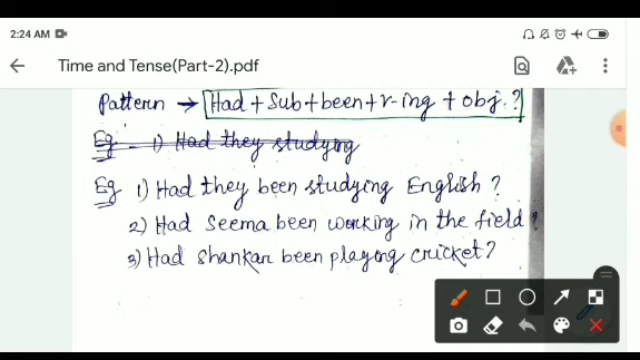 2:24 AM
Time and Tense(Part-2).pdf
Pattern → Had + Sub + been + v-ing + obj.?
Eg - 1) Had they studying
Eg 1) Had they been studying English?
2) Had Seema been working in the field?
3) Had Shankar been playing cricket?